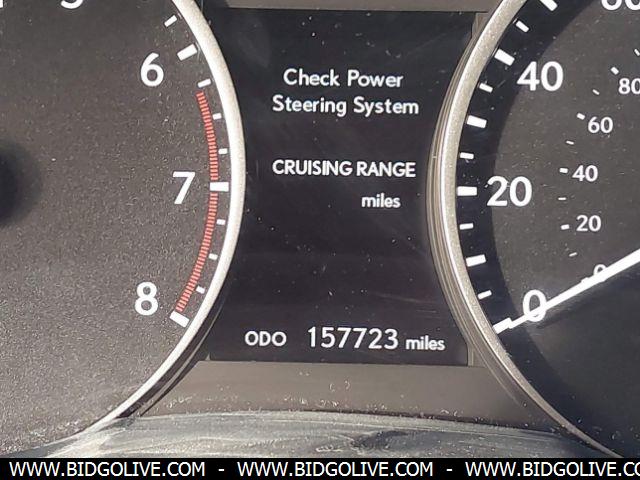 6
7
8
Check Power
Steering System
CRUISING RANGE
miles
ODO 157723 miles
40
20
0
80
60
40
20
0
WWW.BIDGOLIVE.COM - WWW.BIDGOLIVE.COM - WWW.BIDGOLIVE.COM